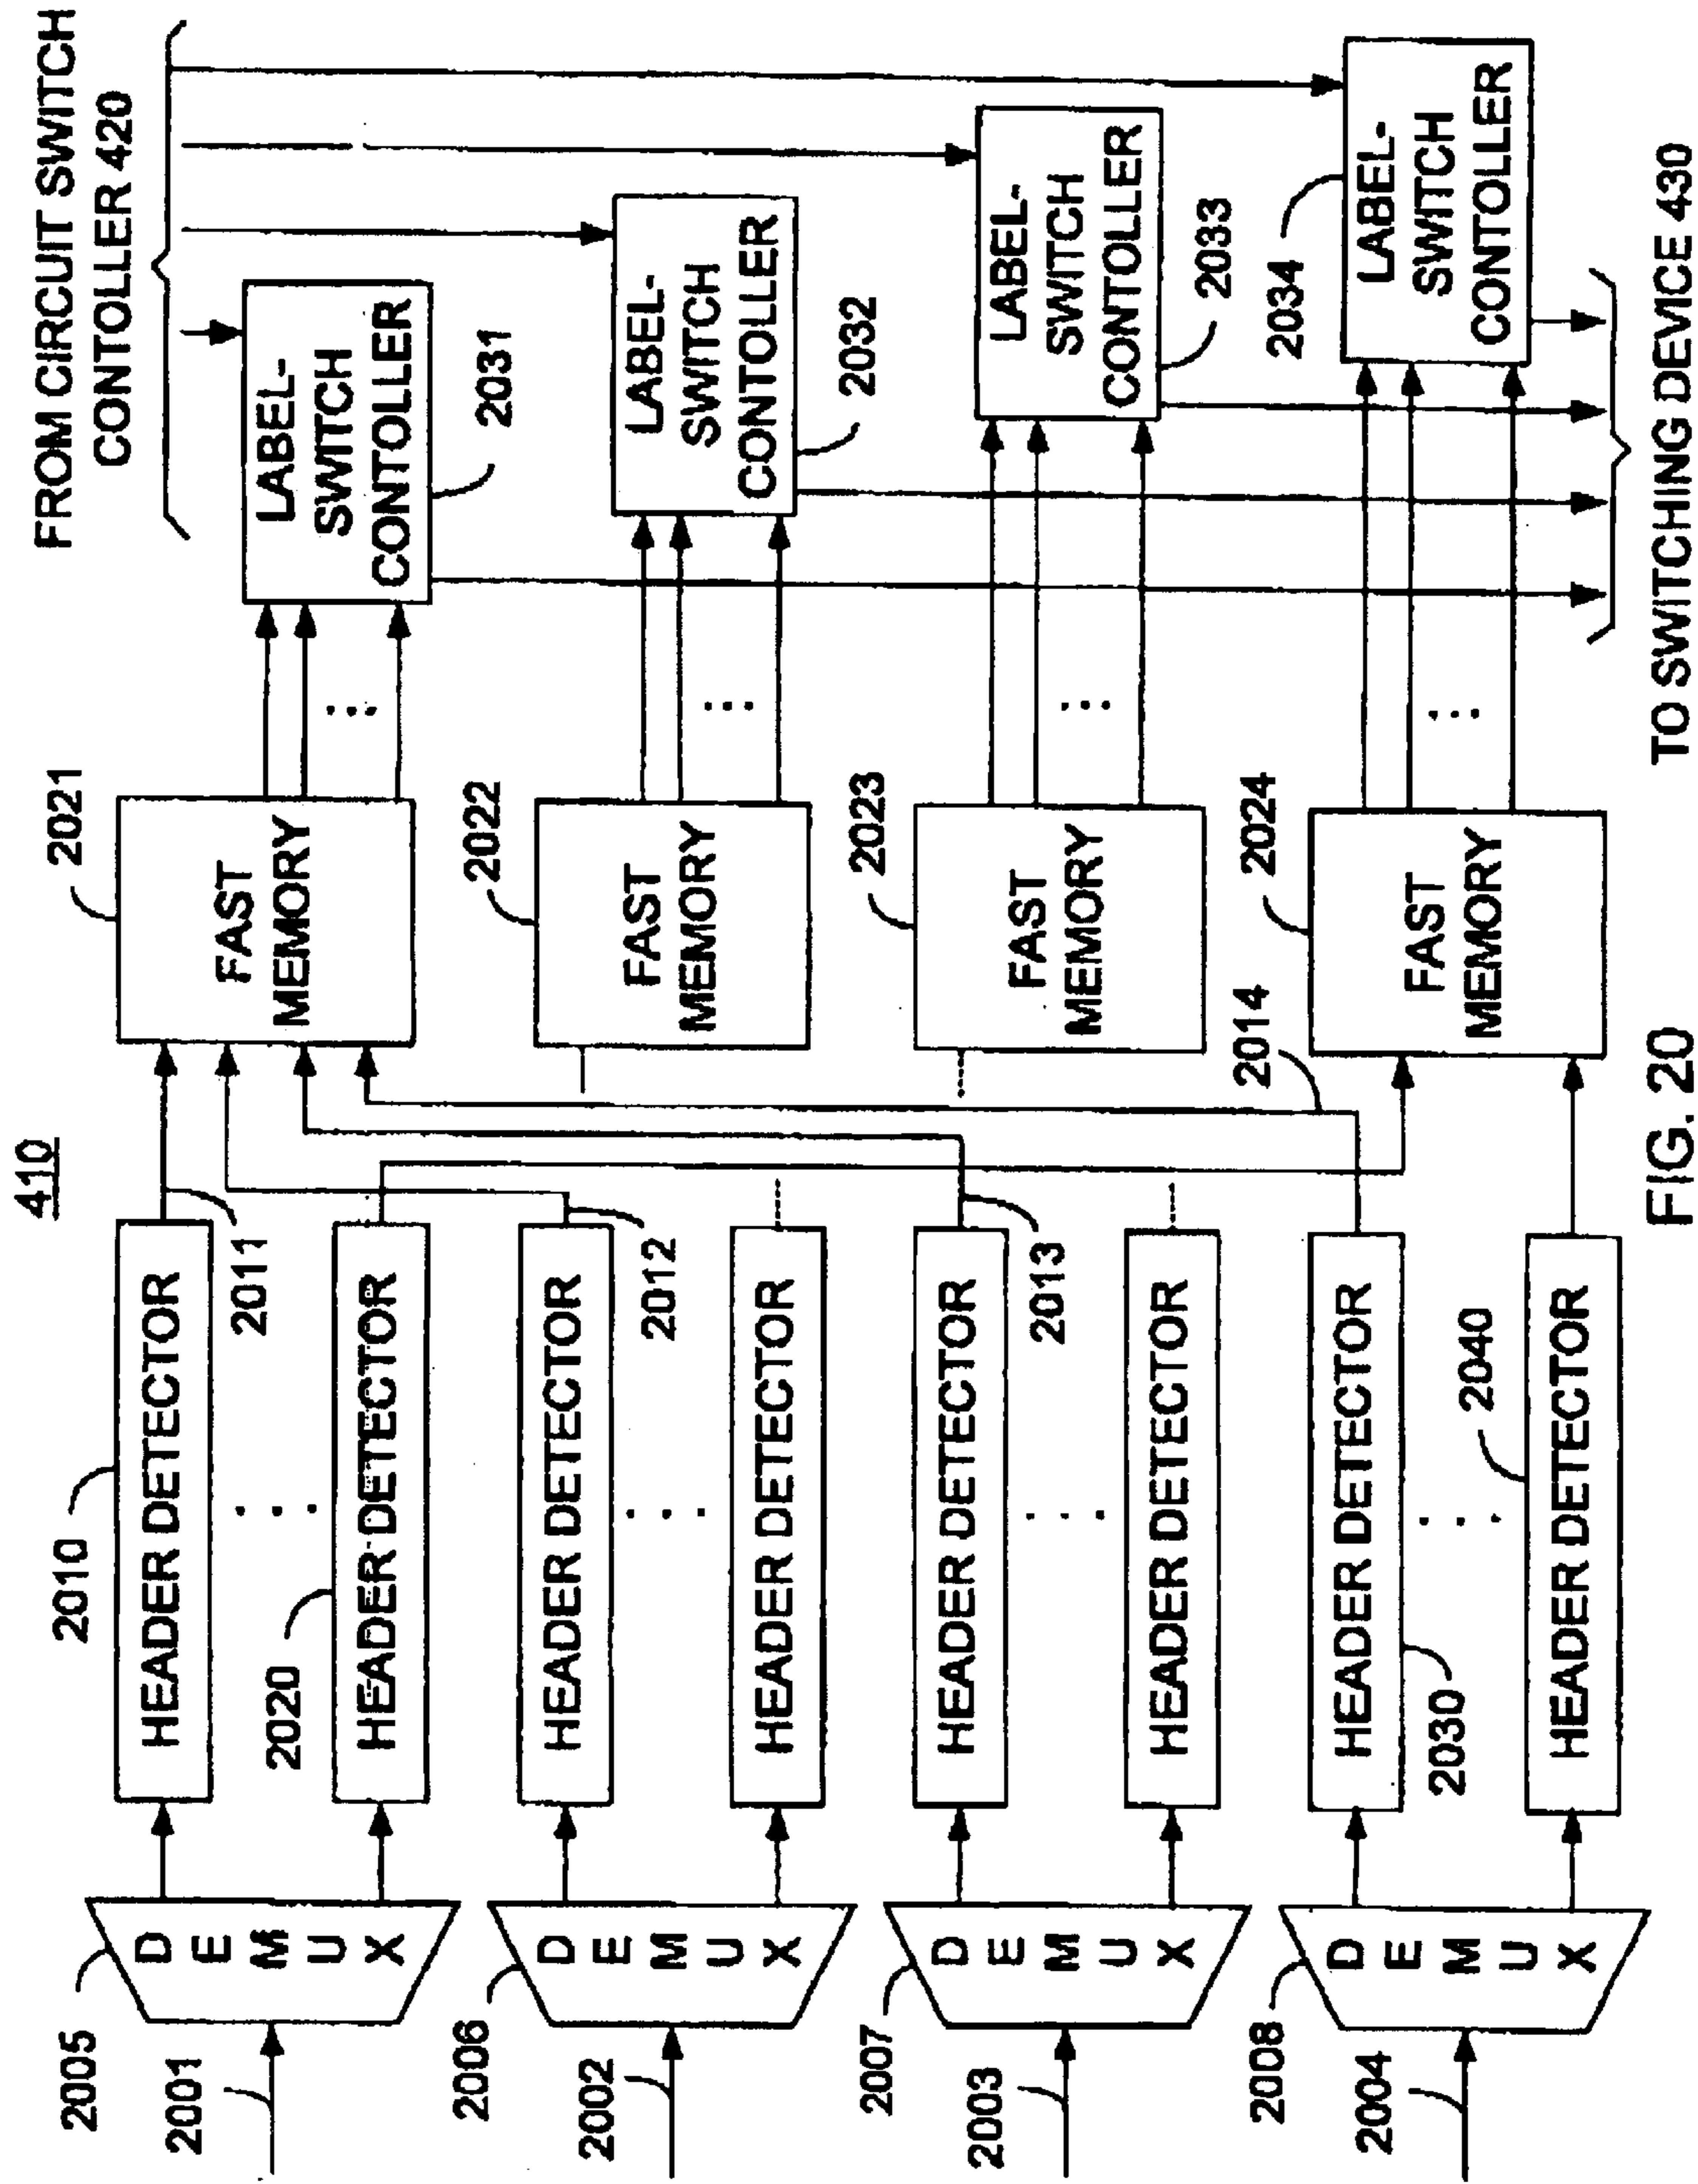 410
FROM CIRCUIT SWITCH
CONTOLLER 420
2005
DEMUX
2001
2010
HEADER DETECTOR
2011
2020
HEADER DETECTOR
2021
FAST
MEMORY
LABEL-
SWITCH
CONTOLLER
2031
2006
DEMUX
2002
HEADER DETECTOR
2012
HEADER DETECTOR
2022
FAST
MEMORY
LABEL-
SWITCH
CONTOLLER
2032
2007
DEMUX
2003
HEADER DETECTOR
2013
HEADER DETECTOR
2023
FAST
MEMORY
LABEL-
SWITCH
CONTOLLER
2033
2008
DEMUX
2004
HEADER DETECTOR
2030
2040
HEADER DETECTOR
2014
2024
FAST
MEMORY
2034
LABEL-
SWITCH
CONTOLLER
TO SWITCHING DEVICE 430
FIG. 20